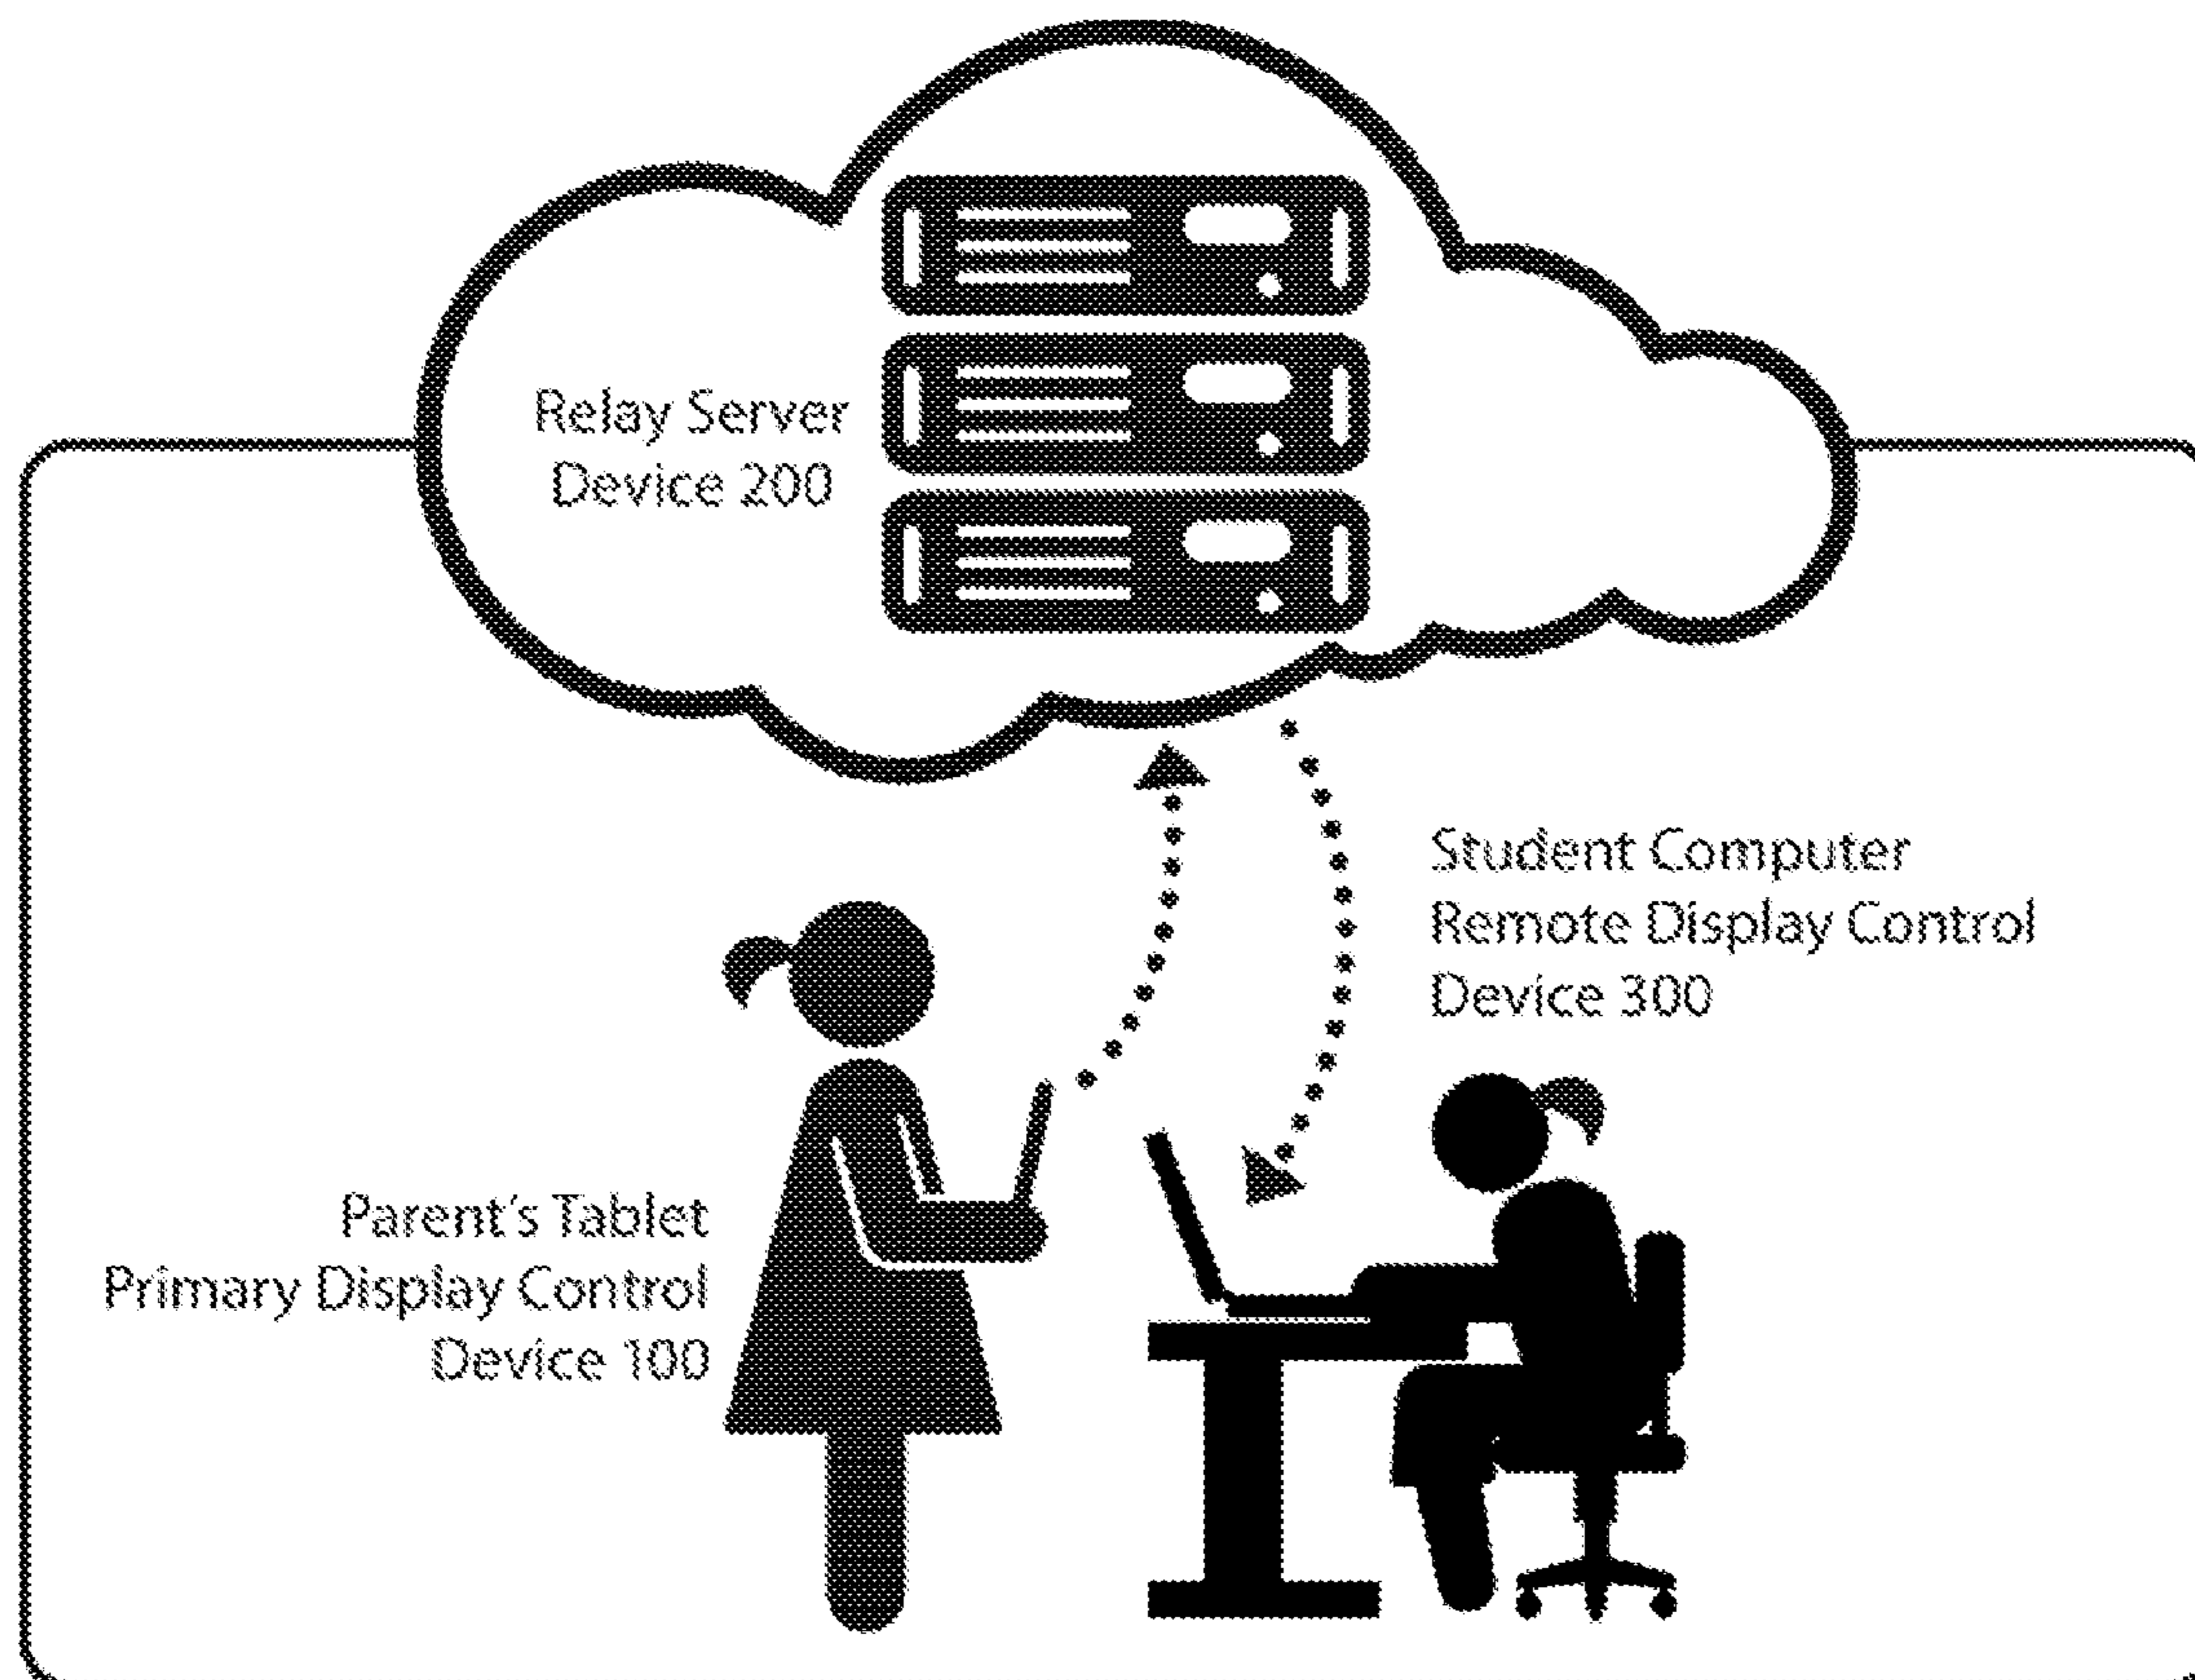 Relay Server
Device 200
Student Computer
Remote Display Control
Device 300
Parent's Tablet
Primary Display Control
Device 100